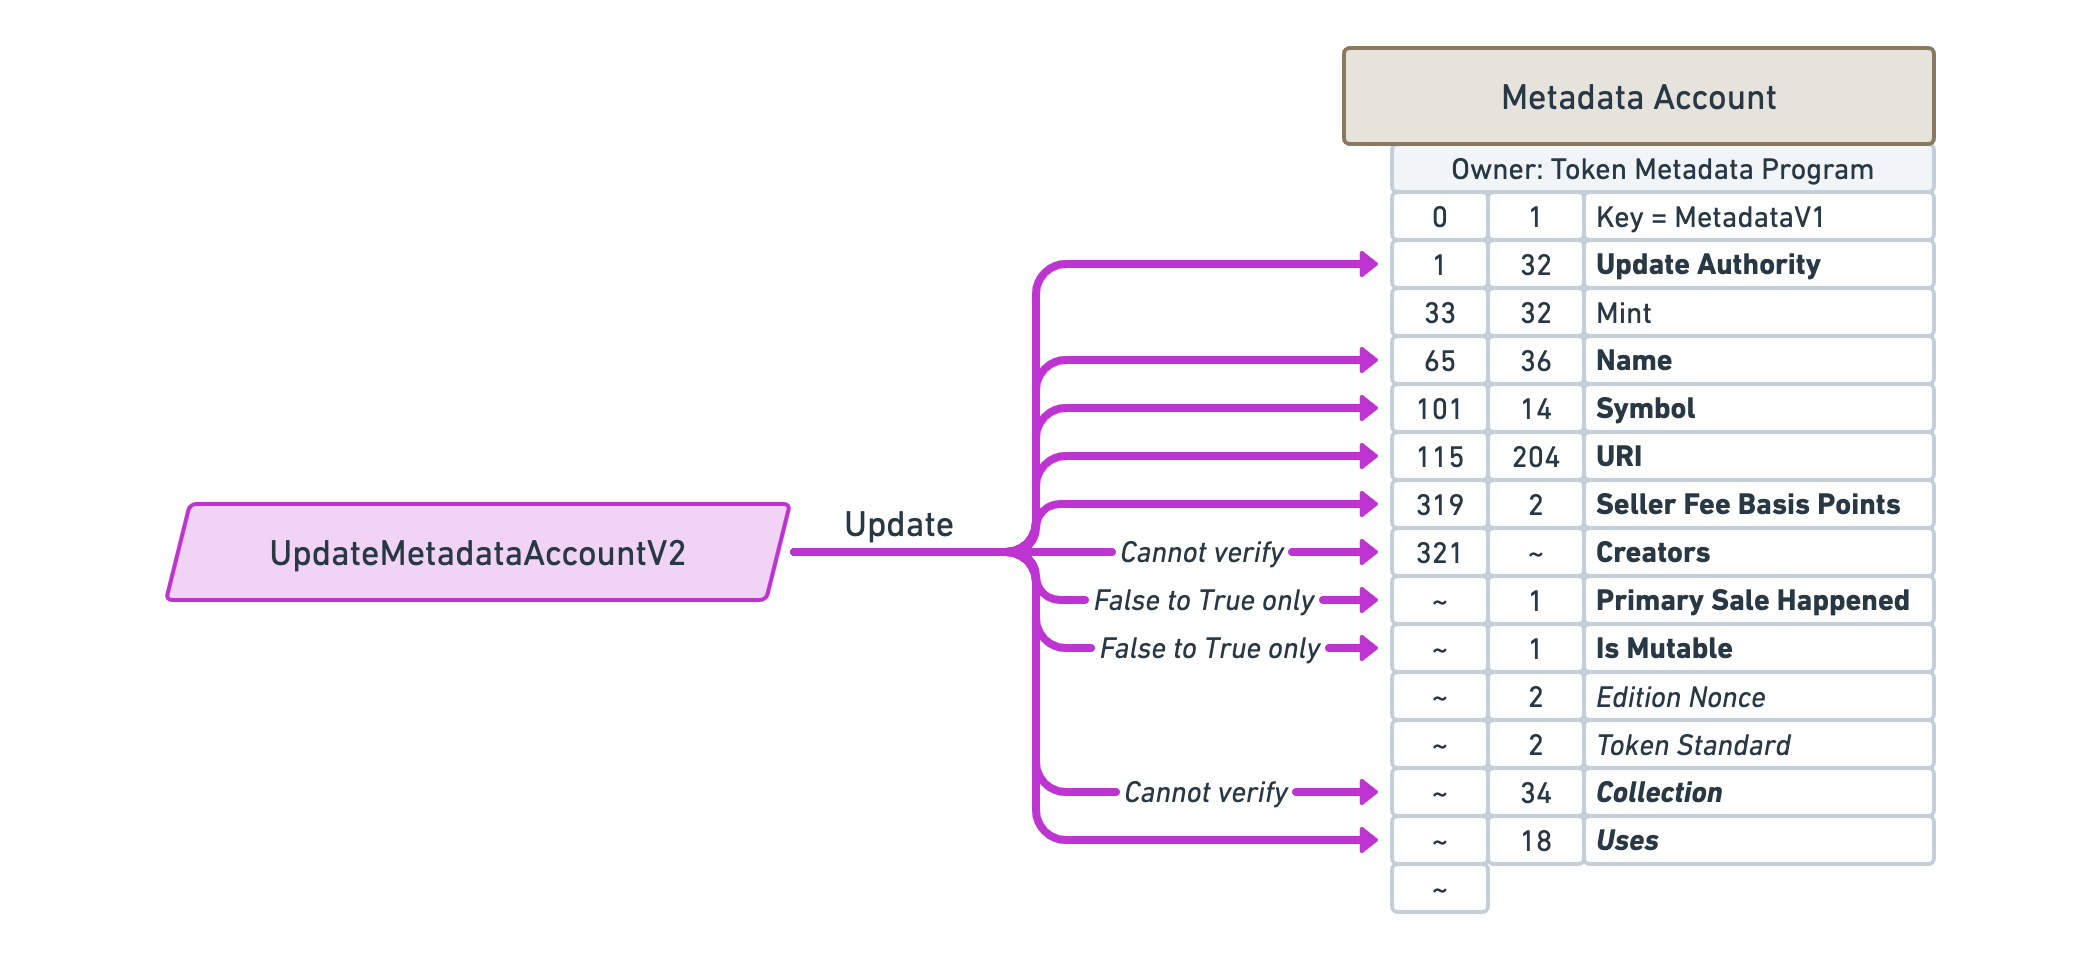 Metadata Account
Owner: Token Metadata Program
0 1 Key = MetadataV1
1 32 Update Authority
33 32 Mint
65 36 Name
101 14 Symbol
115 204 URI
319 2 Seller Fee Basis Points
UpdateMetadataAccountV2
Update
Cannot verify 321 ~ Creators
False to True only ~ 1 Primary Sale Happened
False to True only ~ 1 Is Mutable
~ 2 Edition Nonce
~ 2 Token Standard
Cannot verify ~ 34 Collection
~ 18 Uses
~